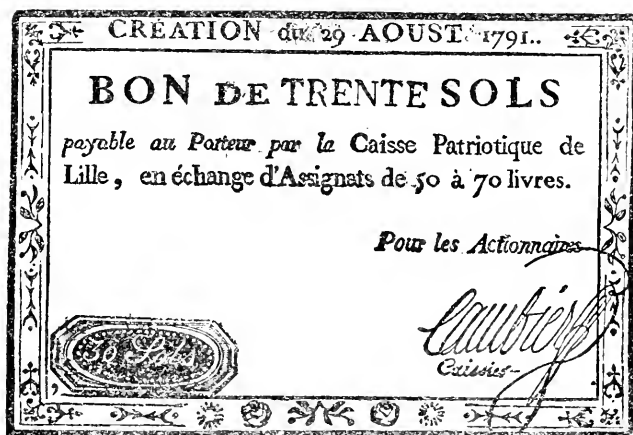 CRÉATION du 29 AOUST 1791..
BON DE TRENTE SOLS
payable au Porteur par la Caisse Patriotique de
Lille, en échange d'Assignats de 50 à 70 livres.
Pour les Actionnaires
Caissier
30 Sols